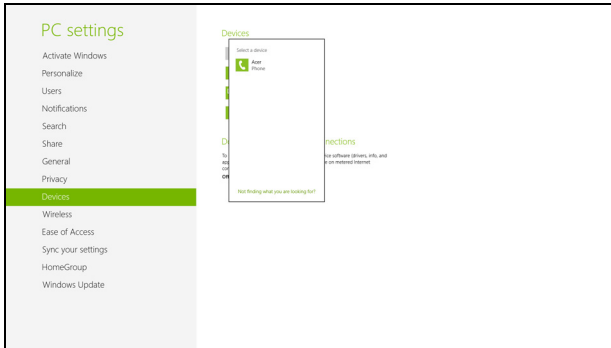 PC settings
Activate Windows
Personalize
Users
Notifications
Search
Share
General
Privacy
Devices
Wireless
Ease of Access
Sync your settings
HomeGroup
Windows Update
Devices
Select a device
Acer
Phone
nections
To
ice software (drivers, info, and
on metered Internet
Not finding what you are looking for?